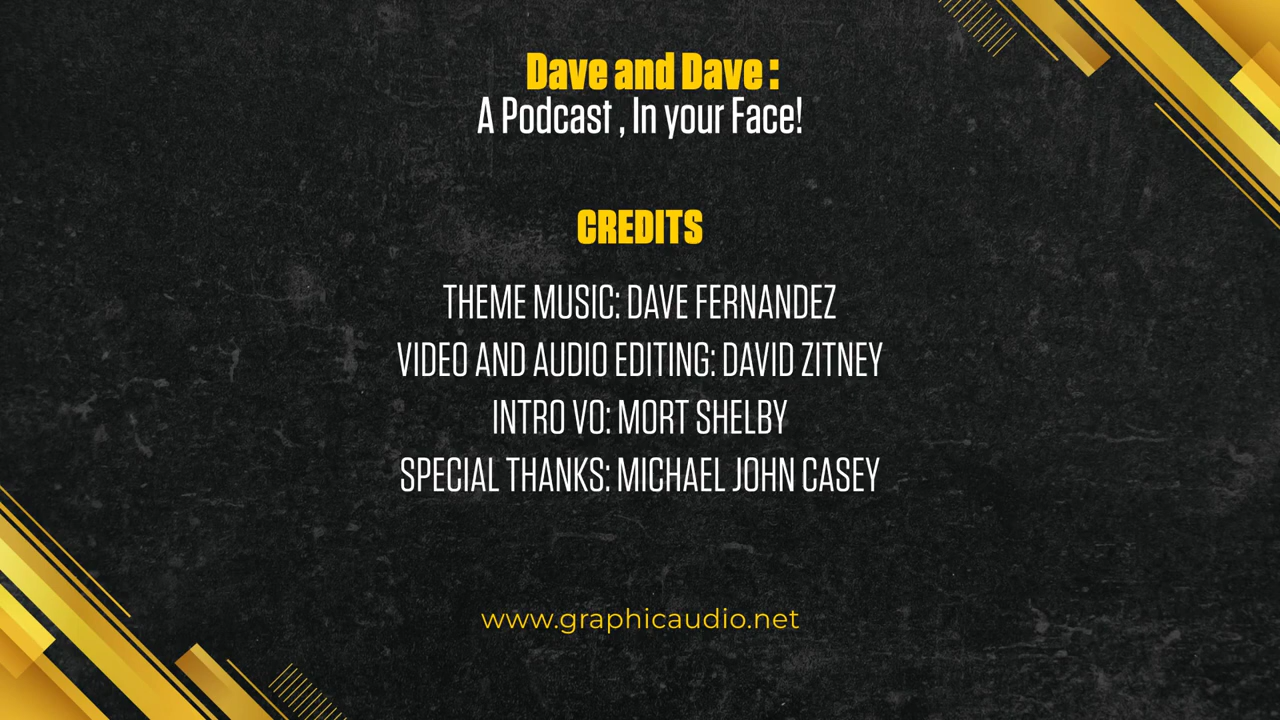 Dave and Dave :
A Podcast , In your Face!
CREDITS
THEME MUSIC: DAVE FERNANDEZ
VIDEO AND AUDIO EDITING: DAVID ZITNEY
INTRO VO: MORT SHELBY
SPECIAL THANKS: MICHAEL JOHN CASEY
www.graphicaudio.net